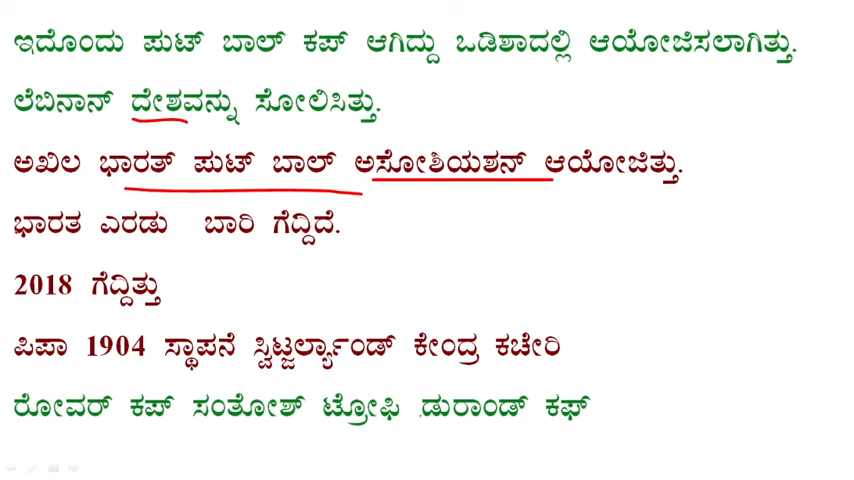 ಇದೊಂದು ಪುಟ್ ಬಾಲ್ ಕಪ್ ಆಗಿದ್ದು ಒಡಿಶಾದಲ್ಲಿ ಆಯೋಜಿಸಲಾಗಿತ್ತು.
ಲೆಬಿನಾನ್ ದೇಶವನ್ನು ಸೋಲಿಸಿತ್ತು.
ಅಖಿಲ ಭಾರತ್ ಪುಟ್ ಬಾಲ್ ಅಸೋಶಿಯಶನ್ ಆಯೋಜಿತ್ತು.
ಭಾರತ ಎರಡು ಬಾರಿ ಗೆದ್ದಿದೆ.
2018 ಗೆದ್ದಿತ್ತು
ಪಿಪಾ 1904 ಸ್ಥಾಪನೆ ಸ್ವಿಟ್ಜರ್ಲ್ಯಾಂಡ್ ಕೇಂದ್ರ ಕಚೇರಿ
ರೋವರ್ ಕಪ್ ಸಂತೋಶ್ ಟ್ರೋಫಿ ಡುರಾಂಡ್ ಕಫ್